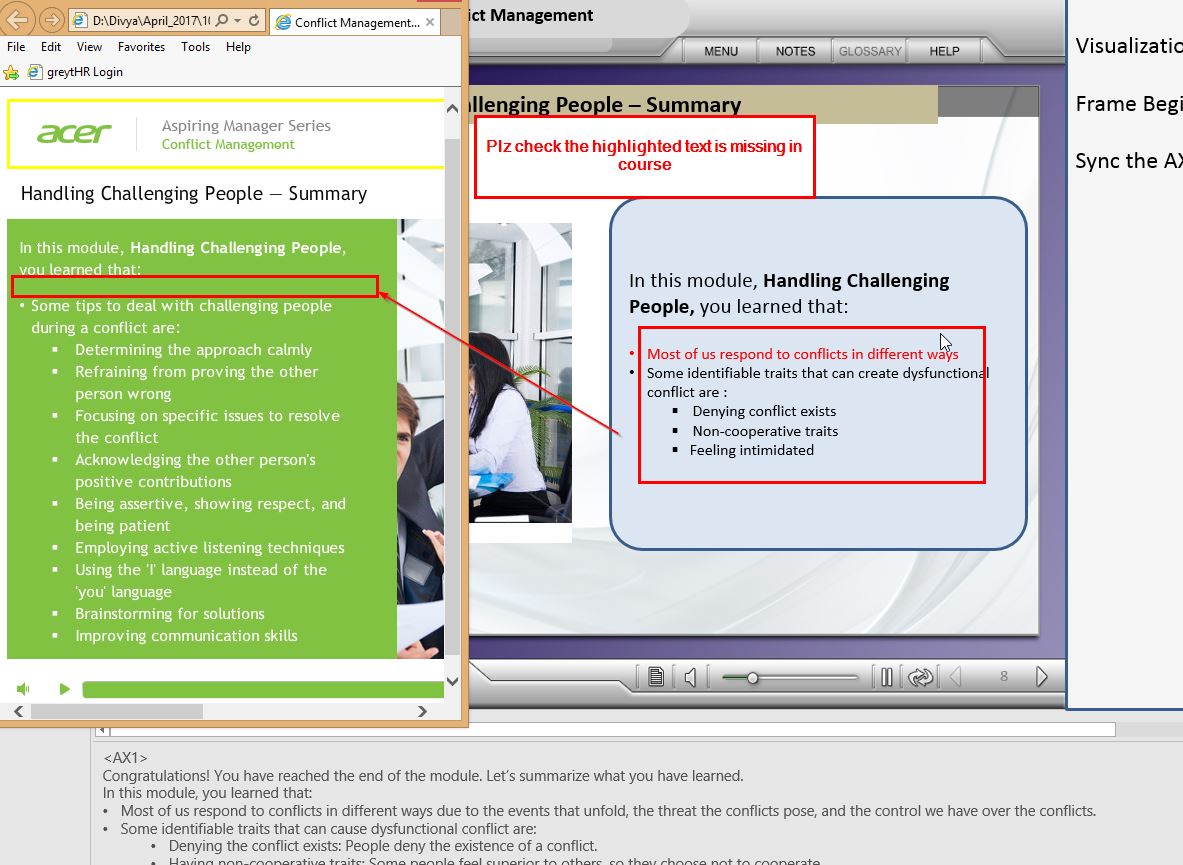 D:\Divya\April_2017\
Conflict Management...
File Edit View Favorites Tools Help
greytHR Login
acer
Aspiring Manager Series
Conflict Management
Handling Challenging People — Summary
In this module, Handling Challenging People,
you learned that:
• Some tips to deal with challenging people
during a conflict are:
▪ Determining the approach calmly
▪ Refraining from proving the other
person wrong
▪ Focusing on specific issues to resolve
the conflict
▪ Acknowledging the other person's
positive contributions
▪ Being assertive, showing respect, and
being patient
▪ Employing active listening techniques
▪ Using the 'I' language instead of the
'you' language
▪ Brainstorming for solutions
▪ Improving communication skills
ict Management
MENU NOTES GLOSSARY HELP
llenging People – Summary
Plz check the highlighted text is missing in
course
In this module, Handling Challenging
People, you learned that:
• Most of us respond to conflicts in different ways
• Some identifiable traits that can create dysfunctional
conflict are :
▪ Denying conflict exists
▪ Non-cooperative traits
▪ Feeling intimidated
8
Visualizatio
Frame Begi
Sync the AX
<AX1>
Congratulations! You have reached the end of the module. Let's summarize what you have learned.
In this module, you learned that:
• Most of us respond to conflicts in different ways due to the events that unfold, the threat the conflicts pose, and the control we have over the conflicts.
• Some identifiable traits that can cause dysfunctional conflict are:
• Denying the conflict exists: People deny the existence of a conflict.
• Having non-cooperative traits: Some people feel superior to others, so they choose not to cooperate.